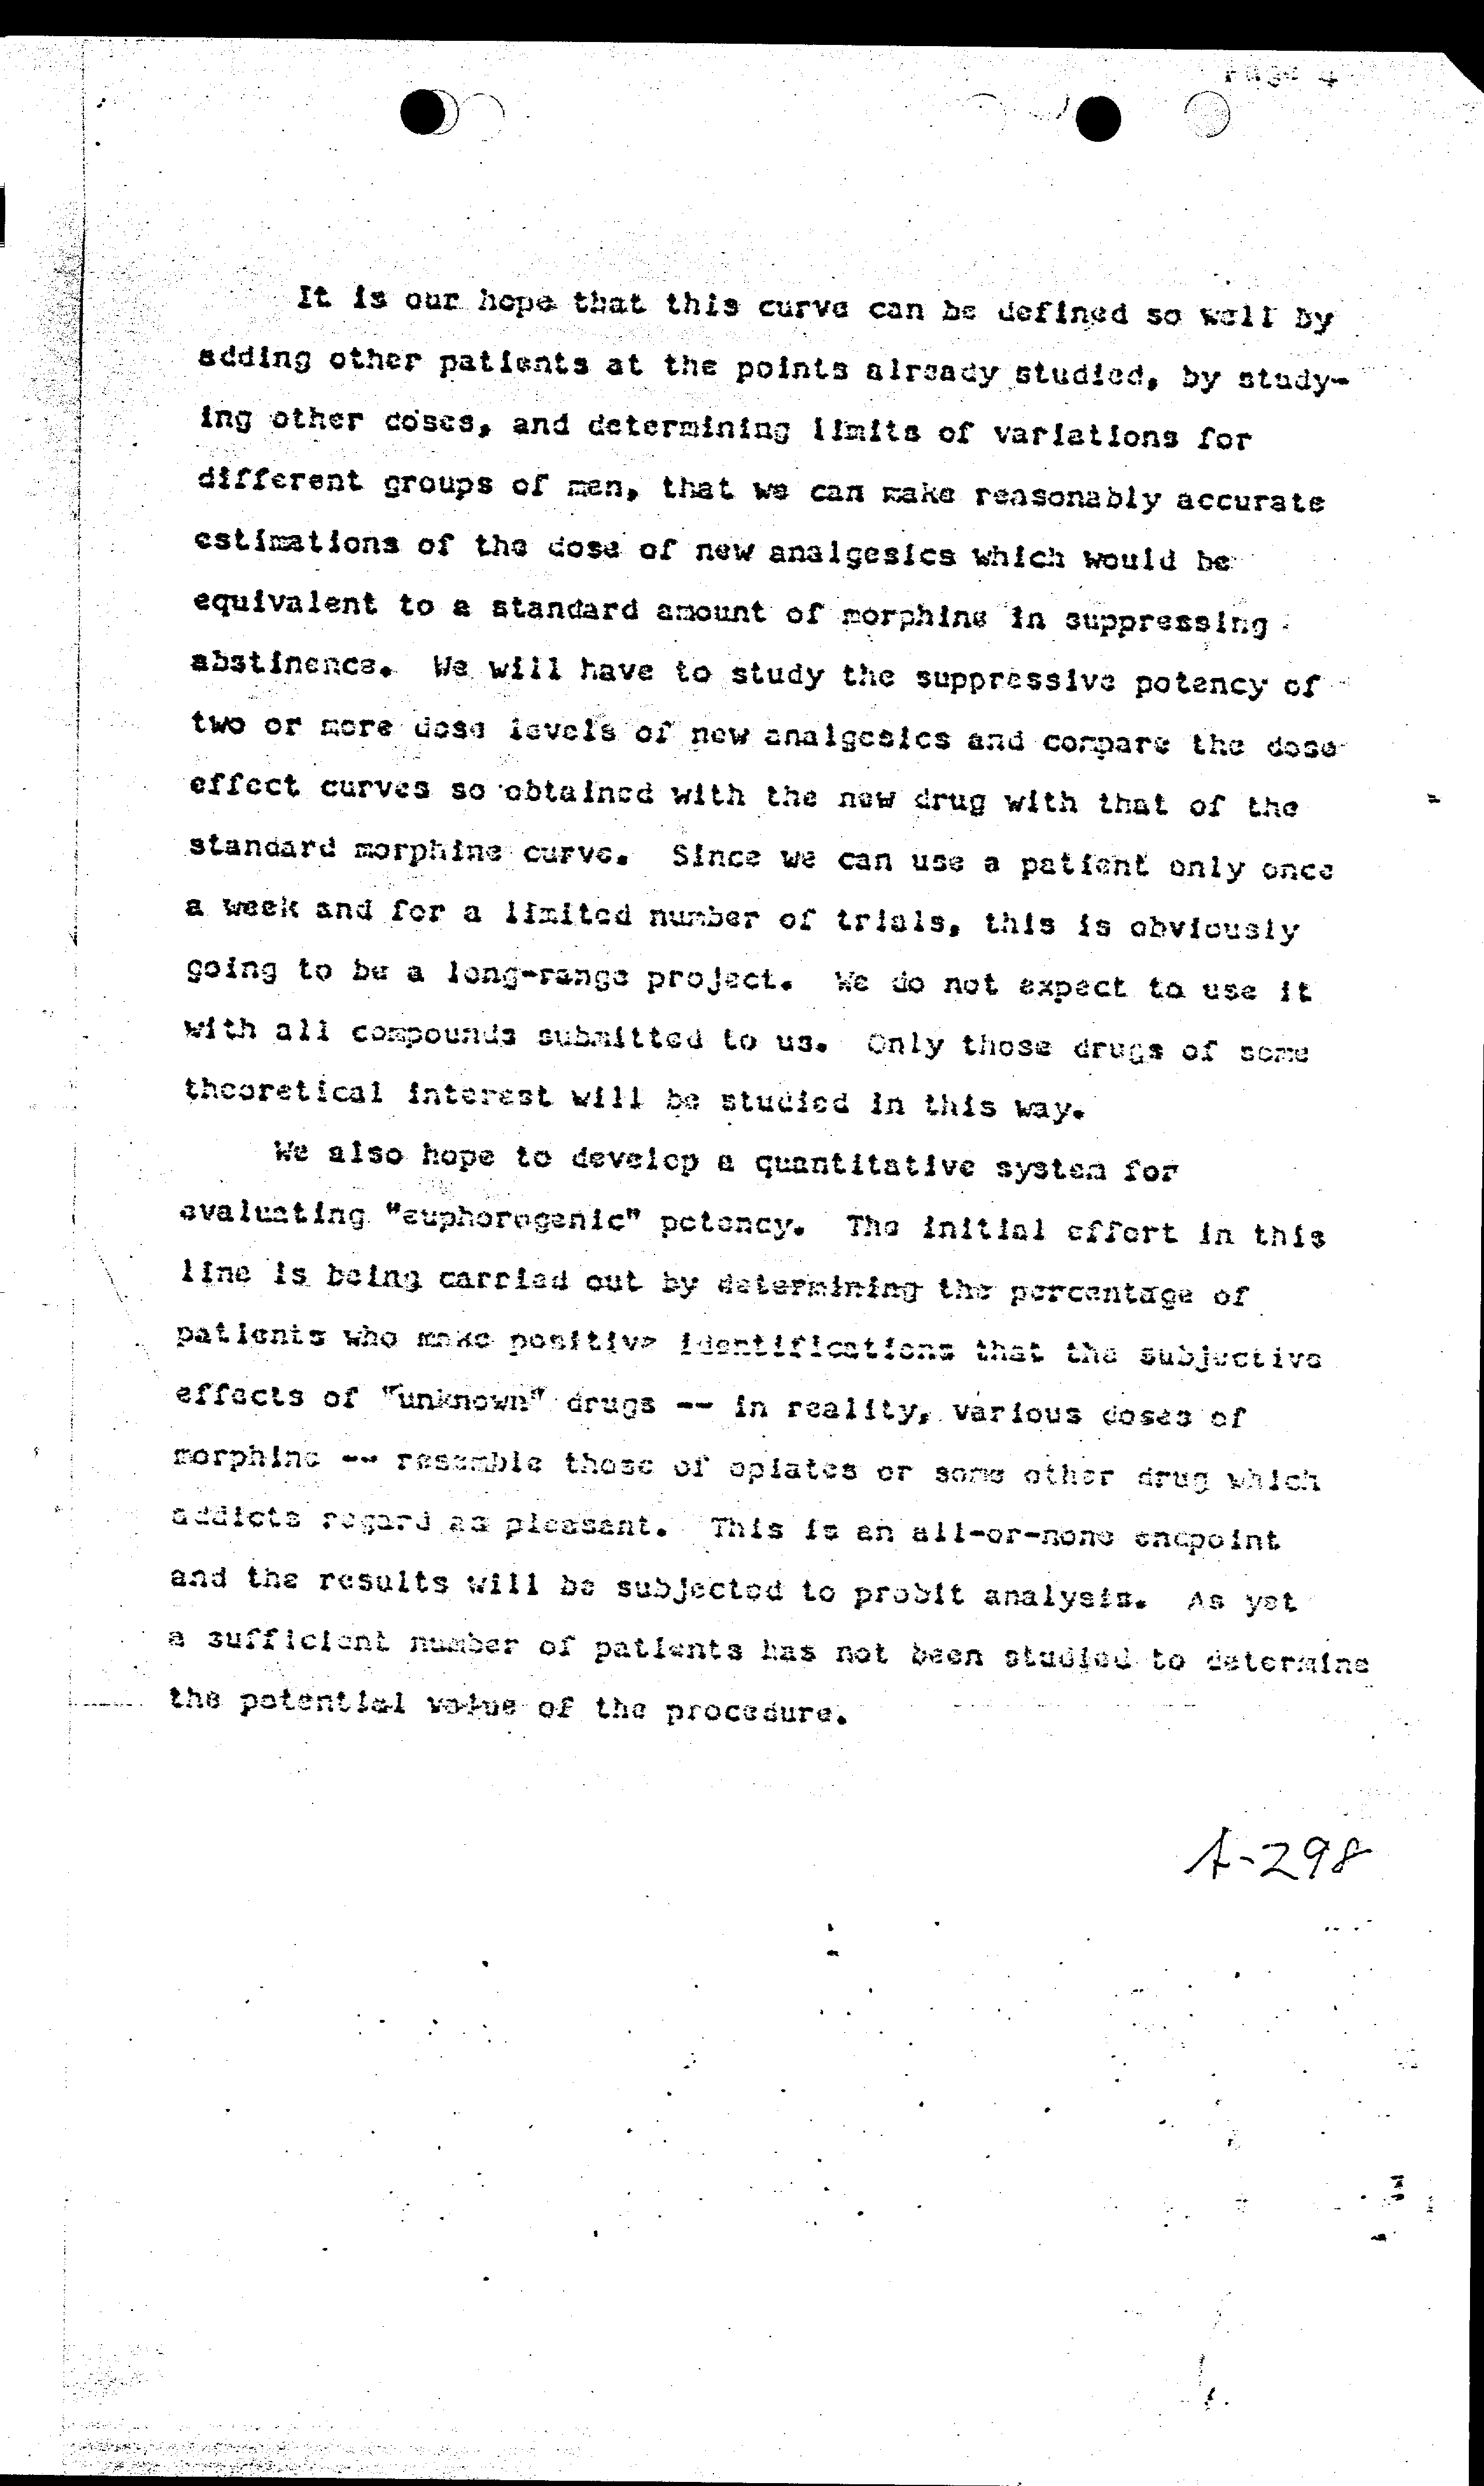 Page 4
It is our hope that this curve can be defined so well by
adding other patients at the points already studied, by study-
ing other doses, and determining limits of variations for
different groups of men, that we can make reasonably accurate
estimations of the dose of new analgesics which would be
equivalent to a standard amount of morphine in suppressing
abstinence. We will have to study the suppressive potency of
two or more dose levels of new analgesics and compare the dose
effect curves so obtained with the new drug with that of the
standard morphine curve. Since we can use a patient only once
a week and for a limited number of trials, this is obviously
going to be a long-range project. We do not expect to use it
with all compounds submitted to us. Only those drugs of some
theoretical interest will be studied in this way.
We also hope to develop a quantitative system for
evaluating "euphorogenic" potency. The initial effort in this
line is being carried out by determining the percentage of
patients who make positive identifications that the subjective
effects of "unknown" drugs -- in reality, various doses of
morphine -- resemble those of opiates or some other drug which
addicts regard as pleasant. This is an all-or-none endpoint
and the results will be subjected to probit analysis. As yet
a sufficient number of patients has not been studied to determine
the potential value of the procedure.
A-298